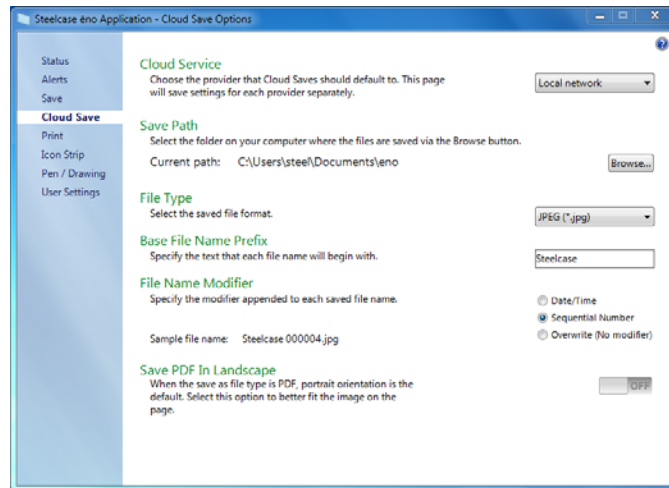 Steelcase éno Application - Cloud Save Options
Status
Alerts
Save
Cloud Save
Print
Icon Strip
Pen / Drawing
User Settings
Cloud Service
Choose the provider that Cloud Saves should default to. This page
will save settings for each provider separately.
Local network
Save Path
Select the folder on your computer where the files are saved via the Browse button.
Current path: C:\Users\steel\Documents\eno
Browse...
File Type
Select the saved file format.
JPEG (*.jpg)
Base File Name Prefix
Specify the text that each file name will begin with.
Steelcase
File Name Modifier
Specify the modifier appended to each saved file name.
Date/Time
Sequential Number
Overwrite (No modifier)
Sample file name: Steelcase 000004.jpg
Save PDF In Landscape
When the save as file type is PDF, portrait orientation is the
default. Select this option to better fit the image on the
page.
OFF